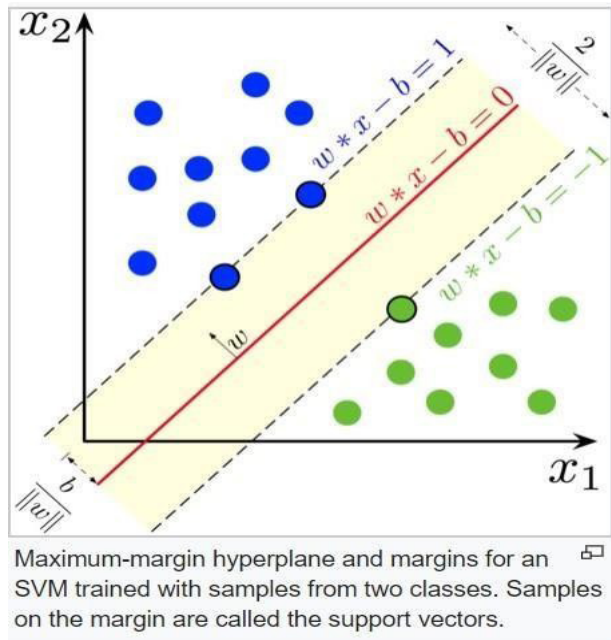 x₂
2
‖w‖
w * x − b = 1
w * x − b = 0
w * x − b = −1
w
b
‖w‖
x₁
Maximum-margin hyperplane and margins for an
SVM trained with samples from two classes. Samples
on the margin are called the support vectors.